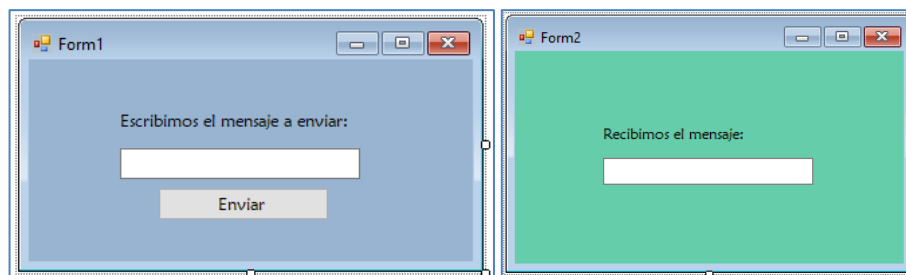 Form1
Escribimos el mensaje a enviar:
Enviar
Form2
Recibimos el mensaje: